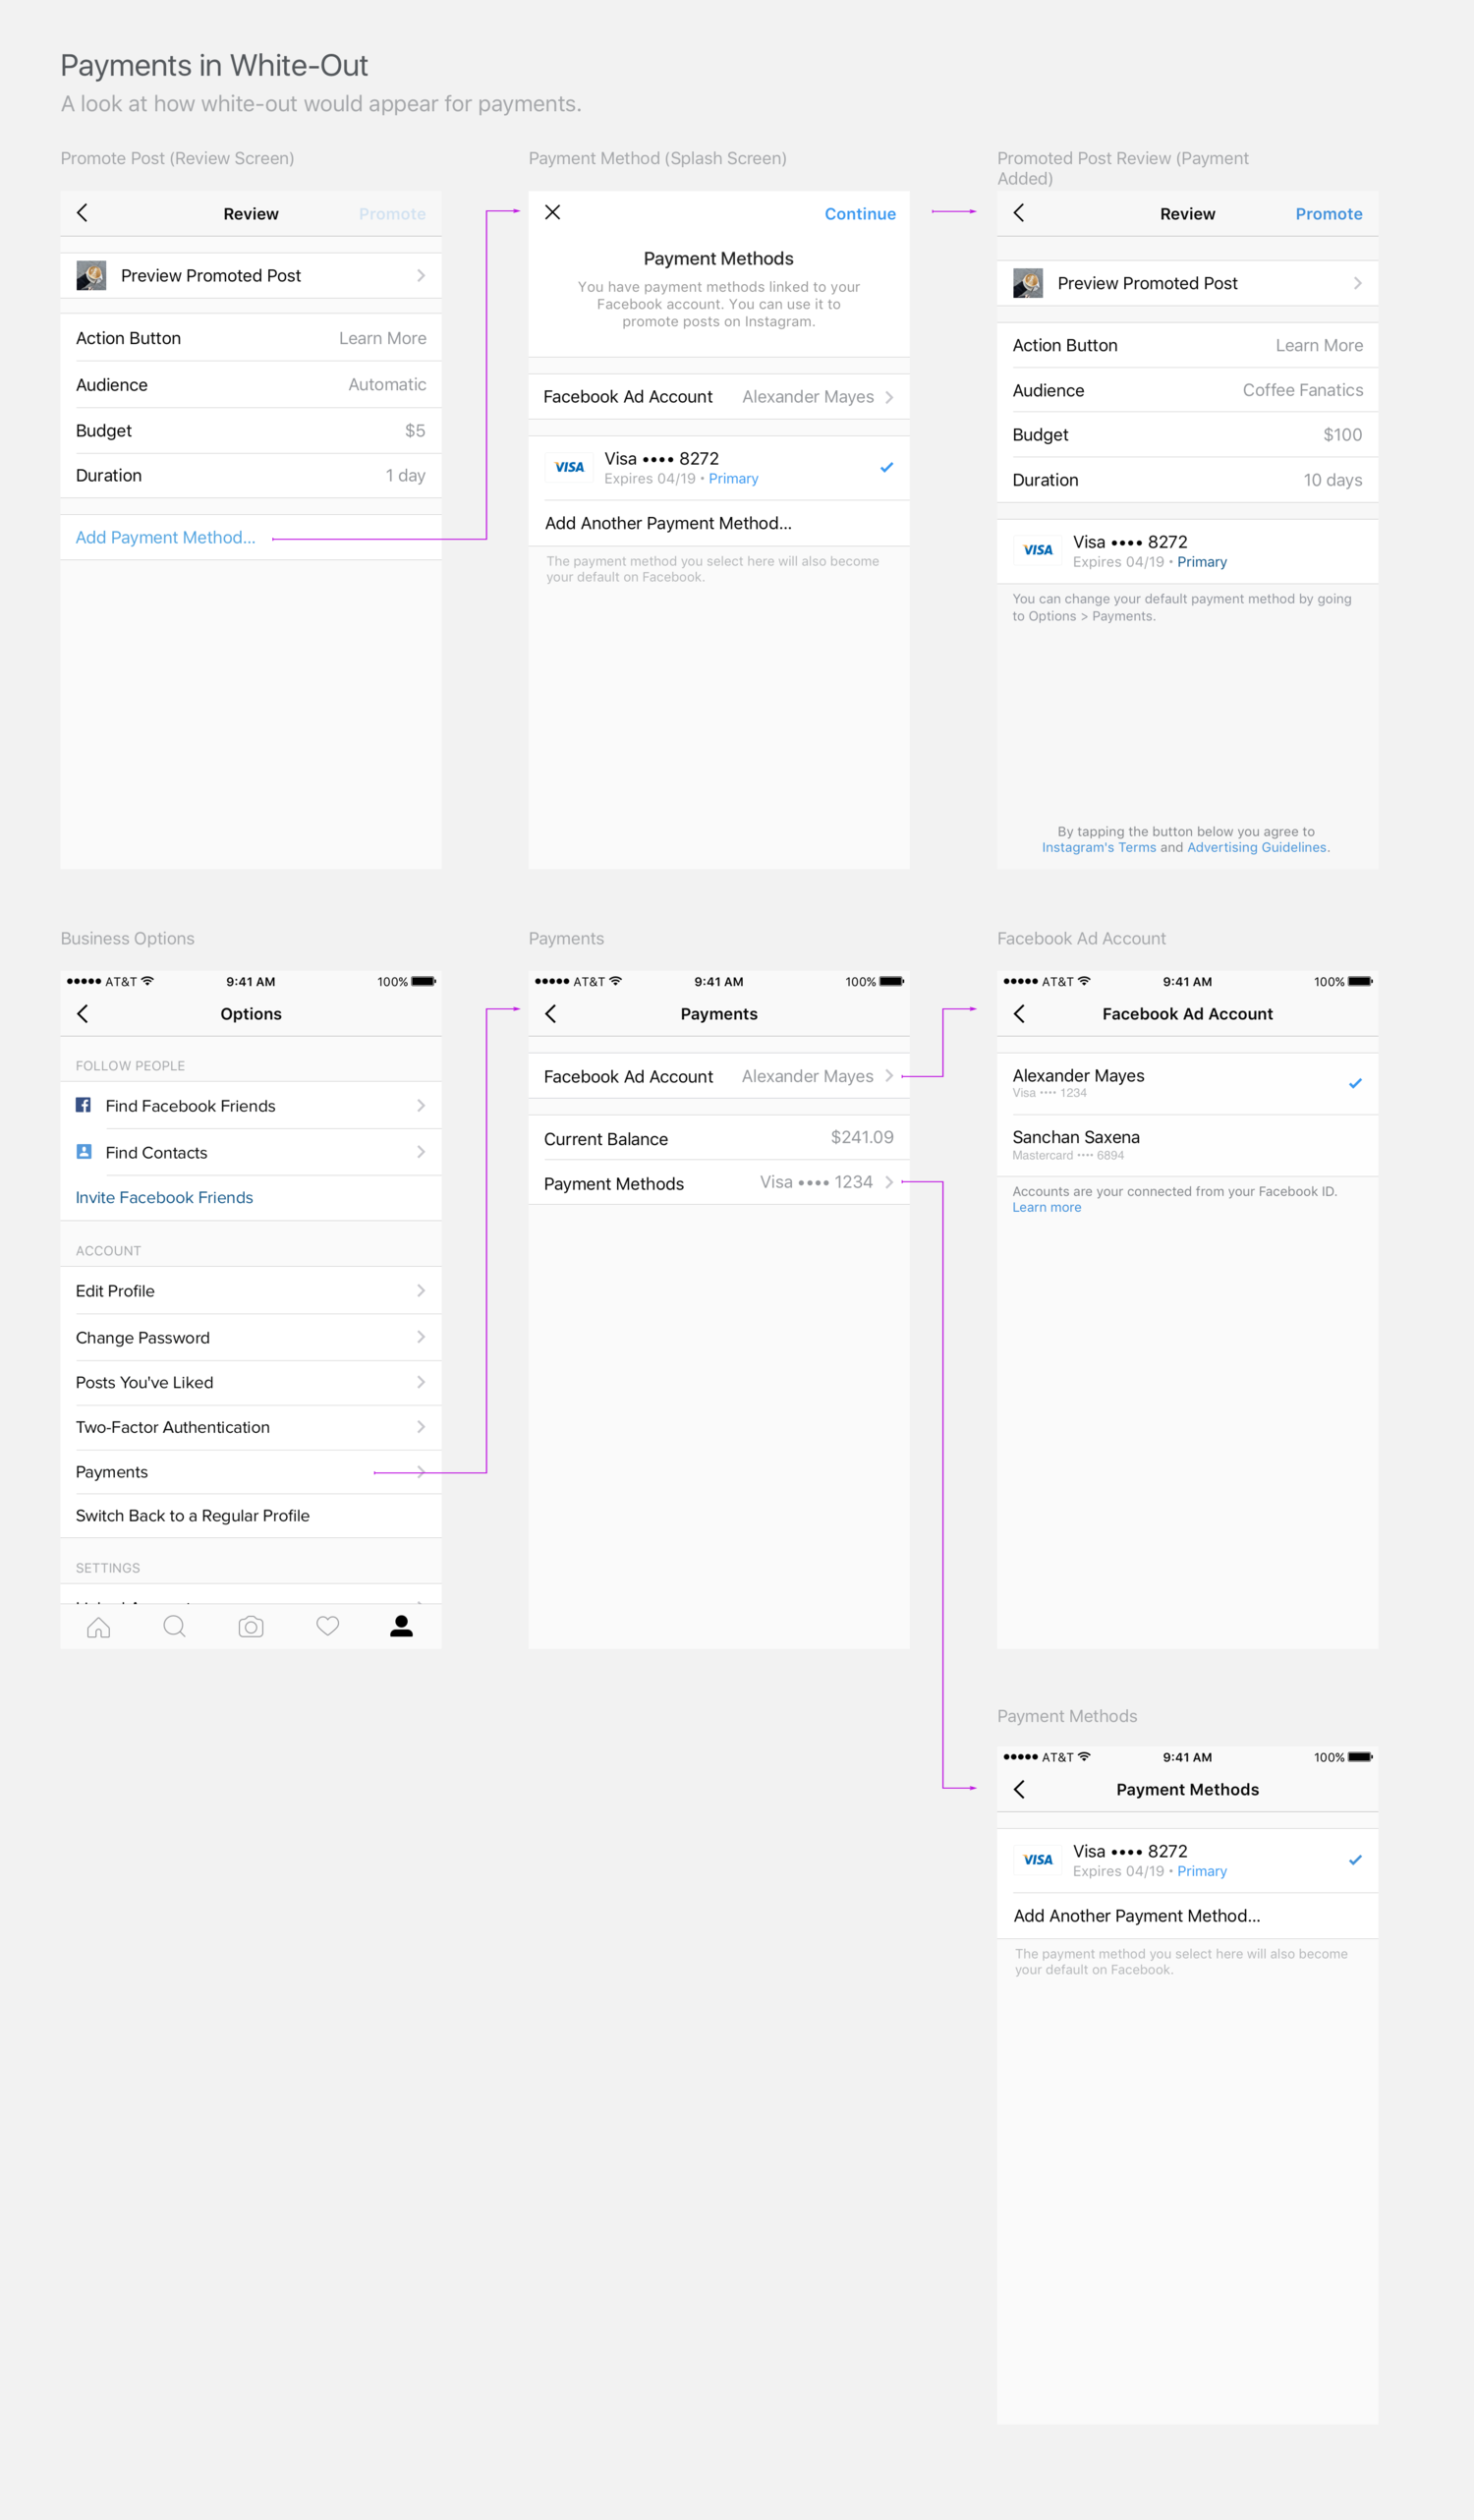 Payments in White-Out
A look at how white-out would appear for payments.
Promote Post (Review Screen)
Review
Promote
Preview Promoted Post
Action Button
Learn More
Audience
Automatic
Budget
$5
Duration
1 day
Add Payment Method...
Payment Method (Splash Screen)
Continue
Payment Methods
You have payment methods linked to your
Facebook account. You can use it to
promote posts on Instagram.
Facebook Ad Account
Alexander Mayes
VISA
Visa •••• 8272
Expires 04/19 • Primary
Add Another Payment Method...
The payment method you select here will also become
your default on Facebook.
Promoted Post Review (Payment
Added)
Review
Promote
Preview Promoted Post
Action Button
Learn More
Audience
Coffee Fanatics
Budget
$100
Duration
10 days
VISA
Visa •••• 8272
Expires 04/19 • Primary
You can change your default payment method by going
to Options > Payments.
By tapping the button below you agree to
Instagram's Terms and Advertising Guidelines.
Business Options
AT&T
9:41 AM
100%
Options
FOLLOW PEOPLE
Find Facebook Friends
Find Contacts
Invite Facebook Friends
ACCOUNT
Edit Profile
Change Password
Posts You've Liked
Two-Factor Authentication
Payments
Switch Back to a Regular Profile
SETTINGS
Payments
AT&T
9:41 AM
100%
Payments
Facebook Ad Account
Alexander Mayes
Current Balance
$241.09
Payment Methods
Visa •••• 1234
Facebook Ad Account
AT&T
9:41 AM
100%
Facebook Ad Account
Alexander Mayes
Visa •••• 1234
Sanchan Saxena
Mastercard •••• 6894
Accounts are your connected from your Facebook ID.
Learn more
Payment Methods
AT&T
9:41 AM
100%
Payment Methods
VISA
Visa •••• 8272
Expires 04/19 • Primary
Add Another Payment Method...
The payment method you select here will also become
your default on Facebook.